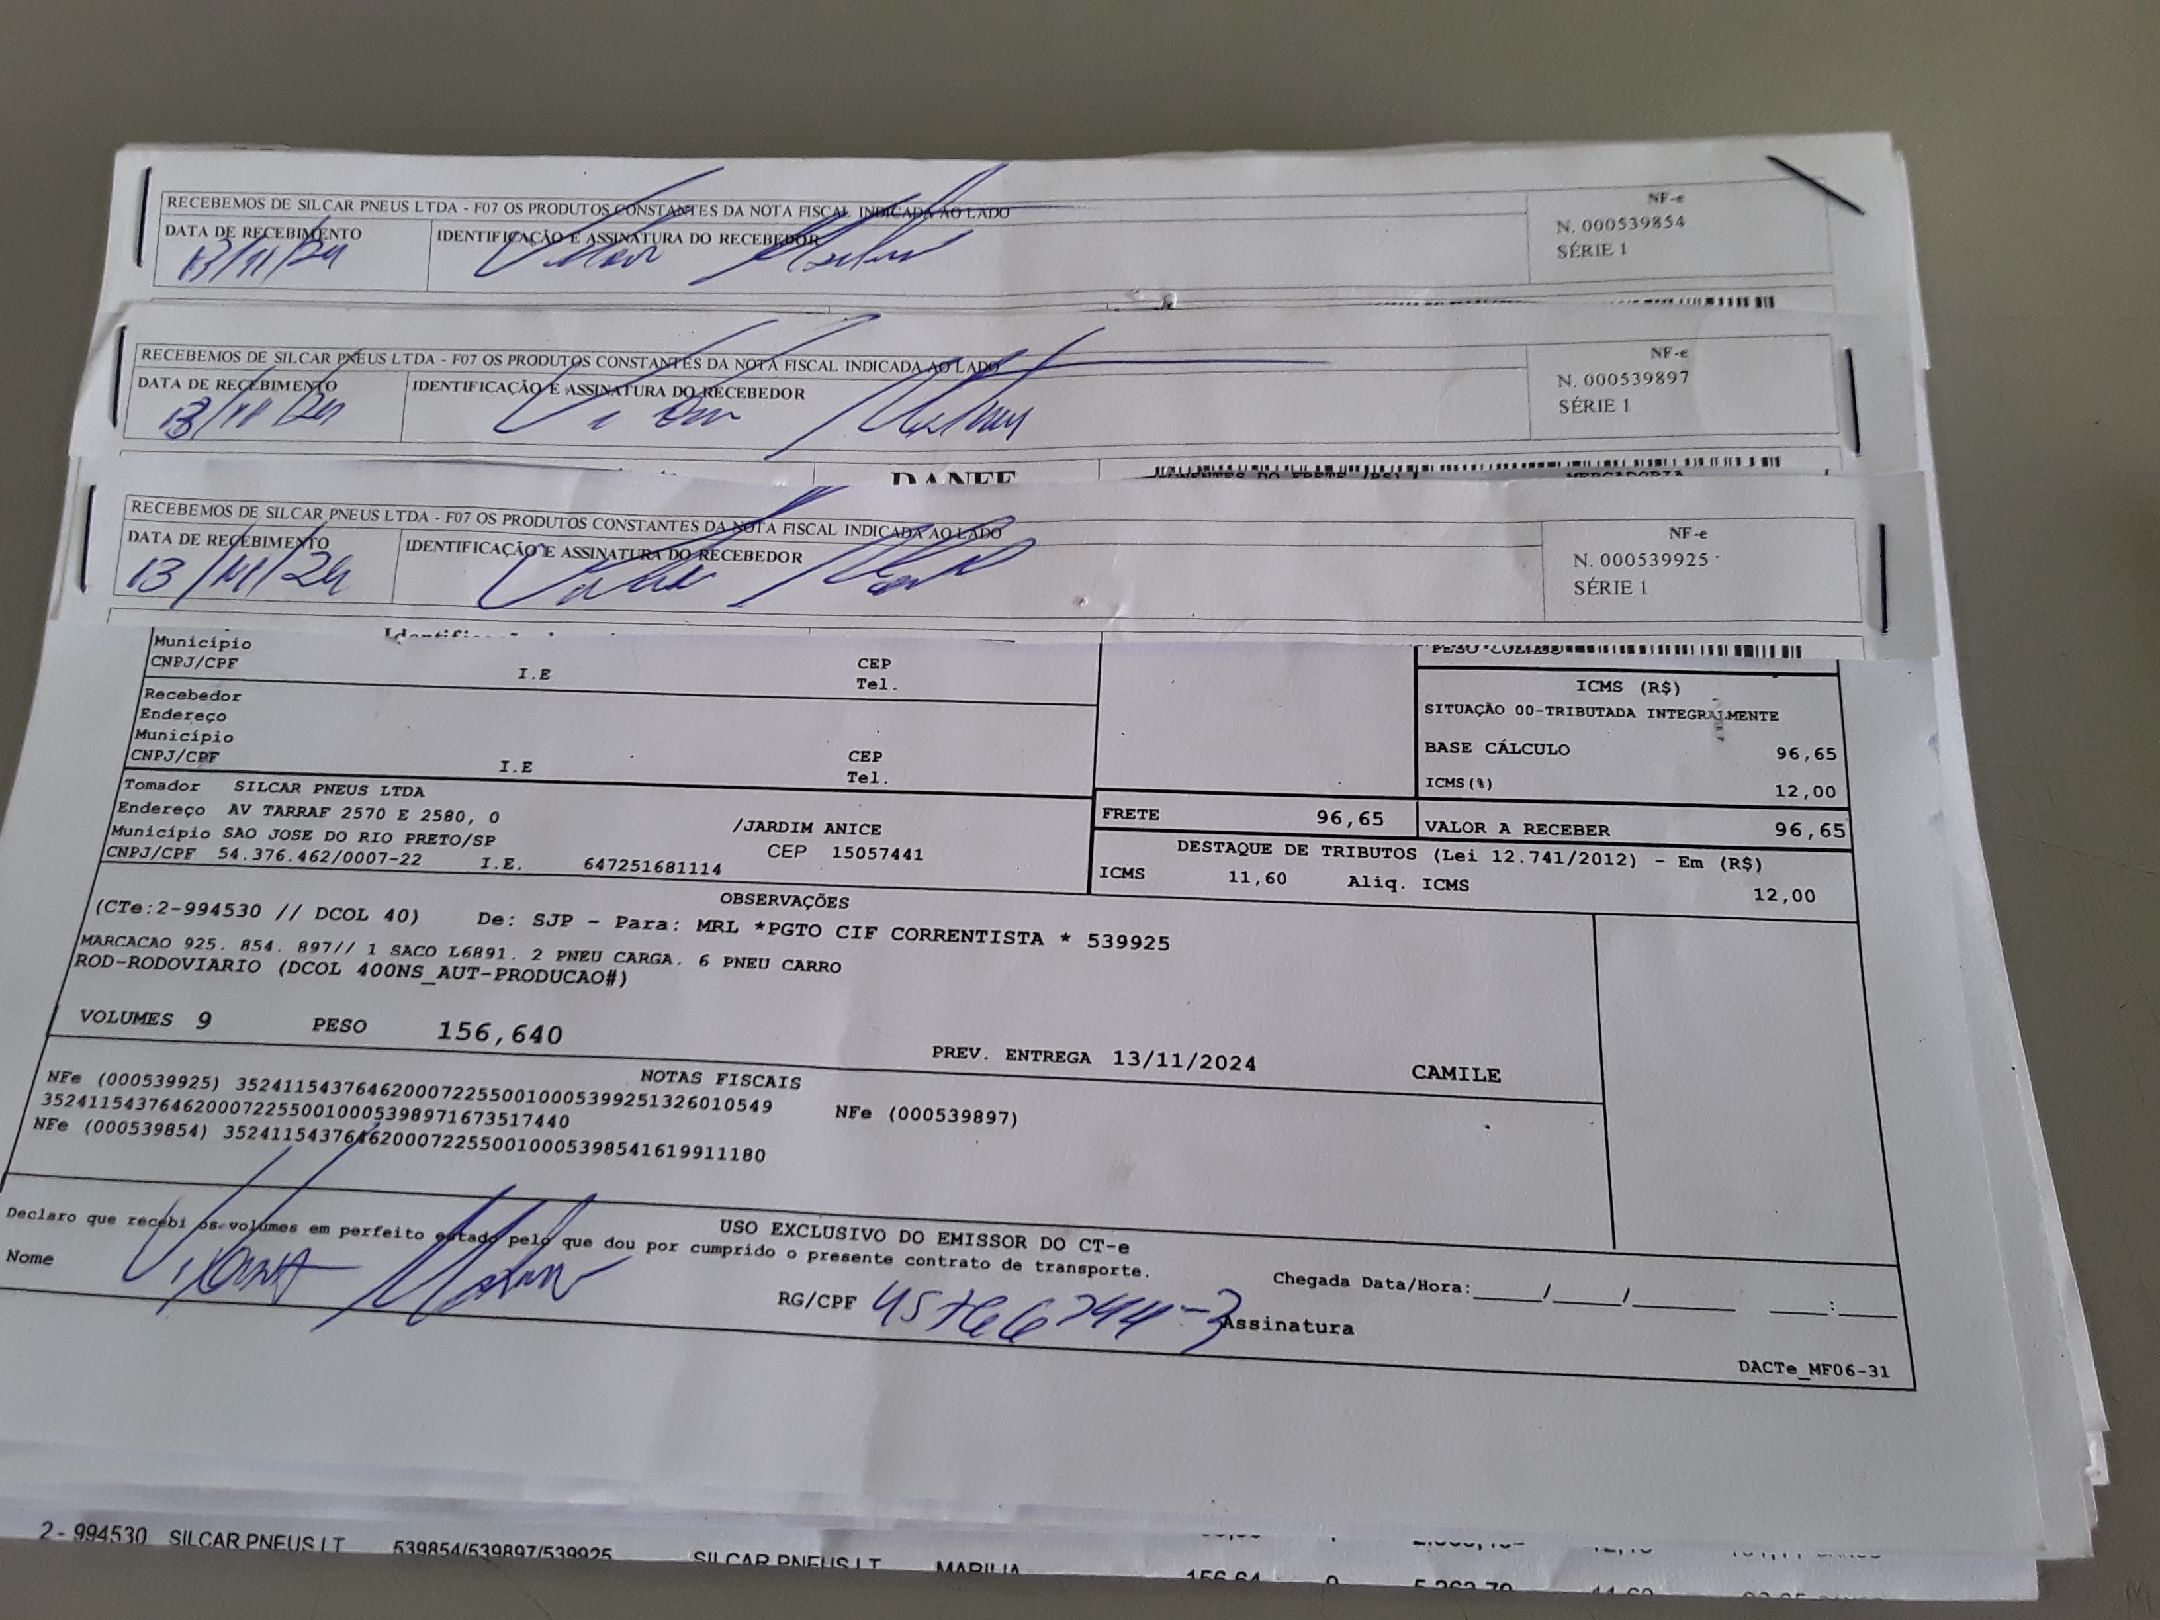 RECEBEMOS DE SILCAR PNEUS LTDA - F07 OS PRODUTOS CONSTANTES DA NOTA FISCAL INDICADA AO LADO
NF-e
N. 000539854
SÉRIE 1
DATA DE RECEBIMENTO
IDENTIFICAÇÃO E ASSINATURA DO RECEBEDOR
13/11/24
RECEBEMOS DE SILCAR PNEUS LTDA - F07 OS PRODUTOS CONSTANTES DA NOTA FISCAL INDICADA AO LADO
NF-e
N. 000539897
SÉRIE 1
DATA DE RECEBIMENTO
IDENTIFICAÇÃO E ASSINATURA DO RECEBEDOR
13/11/24
DANFE
RECEBEMOS DE SILCAR PNEUS LTDA - F07 OS PRODUTOS CONSTANTES DA NOTA FISCAL INDICADA AO LADO
NF-e
N. 000539925
SÉRIE 1
DATA DE RECEBIMENTO
IDENTIFICAÇÃO E ASSINATURA DO RECEBEDOR
13/11/24
Município
CNPJ/CPF I.E CEP
Tel.
Recebedor
Endereço
Município
CNPJ/CPF I.E CEP
Tel.
ICMS (R$)
SITUAÇÃO 00-TRIBUTADA INTEGRALMENTE
BASE CÁLCULO 96,65
ICMS(%) 12,00
Tomador SILCAR PNEUS LTDA
Endereço AV TARRAF 2570 E 2580, 0 /JARDIM ANICE
Município SAO JOSE DO RIO PRETO/SP CEP 15057441
CNPJ/CPF 54.376.462/0007-22 I.E. 647251681114
FRETE 96,65 VALOR A RECEBER 96,65
DESTAQUE DE TRIBUTOS (Lei 12.741/2012) - Em (R$)
ICMS 11,60 Aliq. ICMS 12,00
OBSERVAÇÕES
(CTe:2-994530 // DCOL 40) De: SJP - Para: MRL *PGTO CIF CORRENTISTA * 539925
MARCACAO 925. 854. 897// 1 SACO L6891. 2 PNEU CARGA. 6 PNEU CARRO
ROD-RODOVIARIO (DCOL 400NS_AUT-PRODUCAO#)
VOLUMES 9 PESO 156,640 PREV. ENTREGA 13/11/2024 CAMILE
NOTAS FISCAIS
NFe (000539925) 35241154376462000722550010005399251326010549 NFe (000539897)
35241154376462000722550010005398971673517440
NFe (000539854) 35241154376462000722550010005398541619911180
USO EXCLUSIVO DO EMISSOR DO CT-e
Declaro que recebi os volumes em perfeito estado pelo que dou por cumprido o presente contrato de transporte.
Nome RG/CPF Assinatura
Chegada Data/Hora:_____/_____/_______ ____:____
DACTe_MF06-31
2 - 994530 SILCAR PNEUS LT 539854/539897/539925 SILCAR PNEUS LT MARILIA 156,64 9